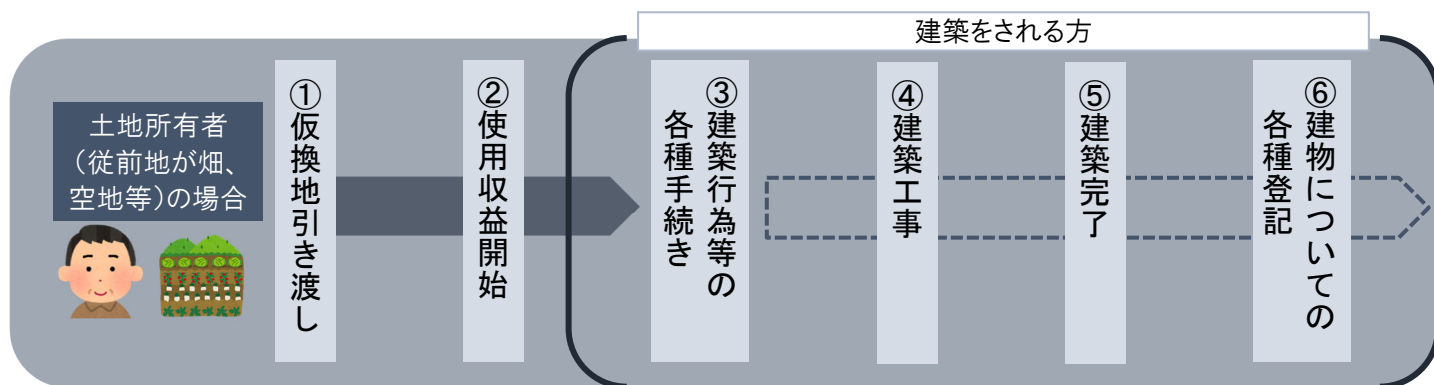 建築をされる方
土地所有者
（従前地が畑、
空地等）の場合
①仮換地引き渡し
②使用収益開始
③建築行為等の
各種手続き
④建築工事
⑤建築完了
⑥建物についての
各種登記